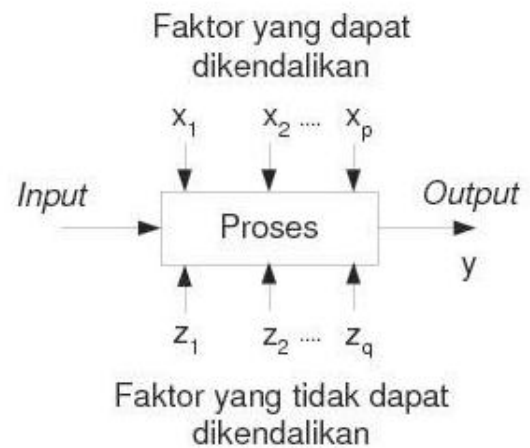 Faktor yang dapat
dikendalikan
x1 x2 .... xp
Input
Output
Proses
y
z1 z2 .... zq
Faktor yang tidak dapat
dikendalikan